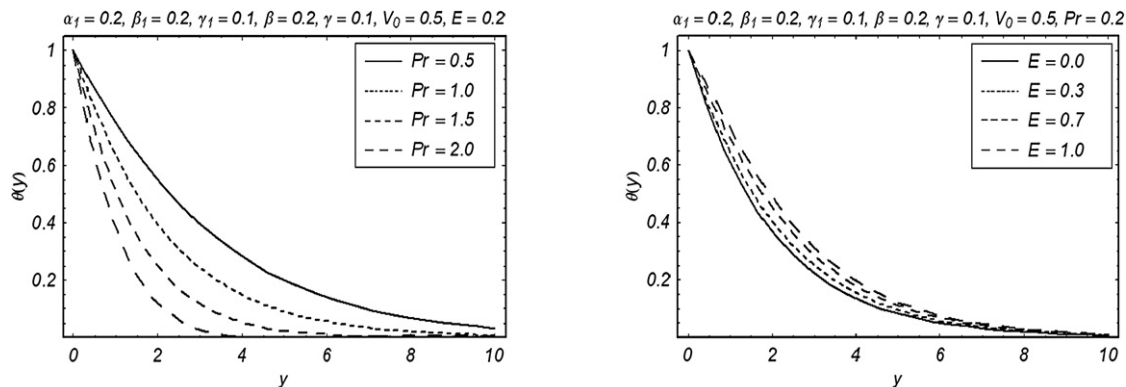 α₁ = 0.2, β₁ = 0.2, γ₁ = 0.1, β = 0.2, γ = 0.1, V₀ = 0.5, E = 0.2
1
0.8
0.6
0.4
0.2
θ(y)
Pr = 0.5
Pr = 1.0
Pr = 1.5
Pr = 2.0
0 2 4 6 8 10
y
α₁ = 0.2, β₁ = 0.2, γ₁ = 0.1, β = 0.2, γ = 0.1, V₀ = 0.5, Pr = 0.2
1
0.8
0.6
0.4
0.2
θ(y)
E = 0.0
E = 0.3
E = 0.7
E = 1.0
0 2 4 6 8 10
y